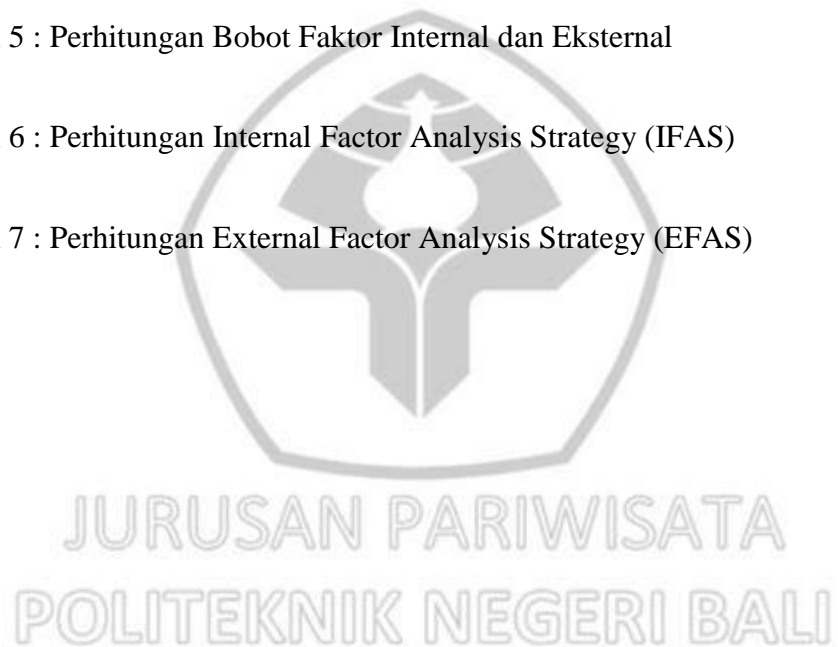 5 : Perhitungan Bobot Faktor Internal dan Eksternal
6 : Perhitungan Internal Factor Analysis Strategy (IFAS)
7 : Perhitungan External Factor Analysis Strategy (EFAS)
JURUSAN PARIWISATA
POLITEKNIK NEGERI BALI